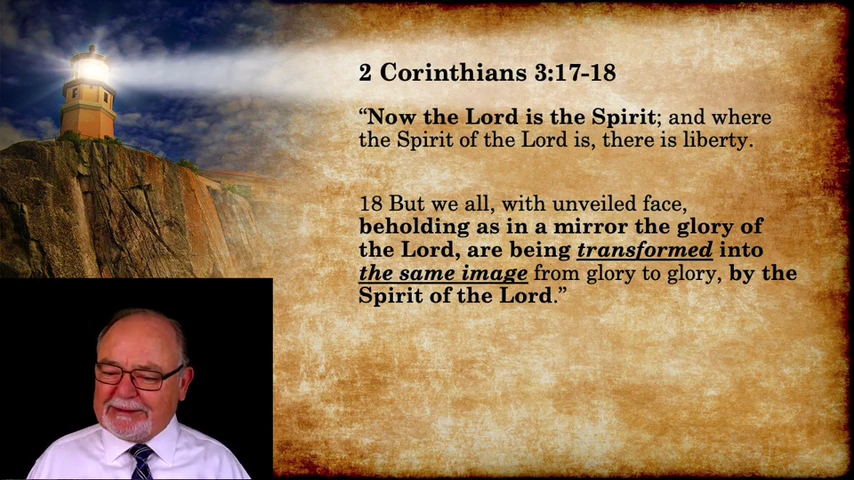 2 Corinthians 3:17-18
“Now the Lord is the Spirit; and where
the Spirit of the Lord is, there is liberty.
18 But we all, with unveiled face,
beholding as in a mirror the glory of
the Lord, are being transformed into
the same image from glory to glory, by the
Spirit of the Lord.”